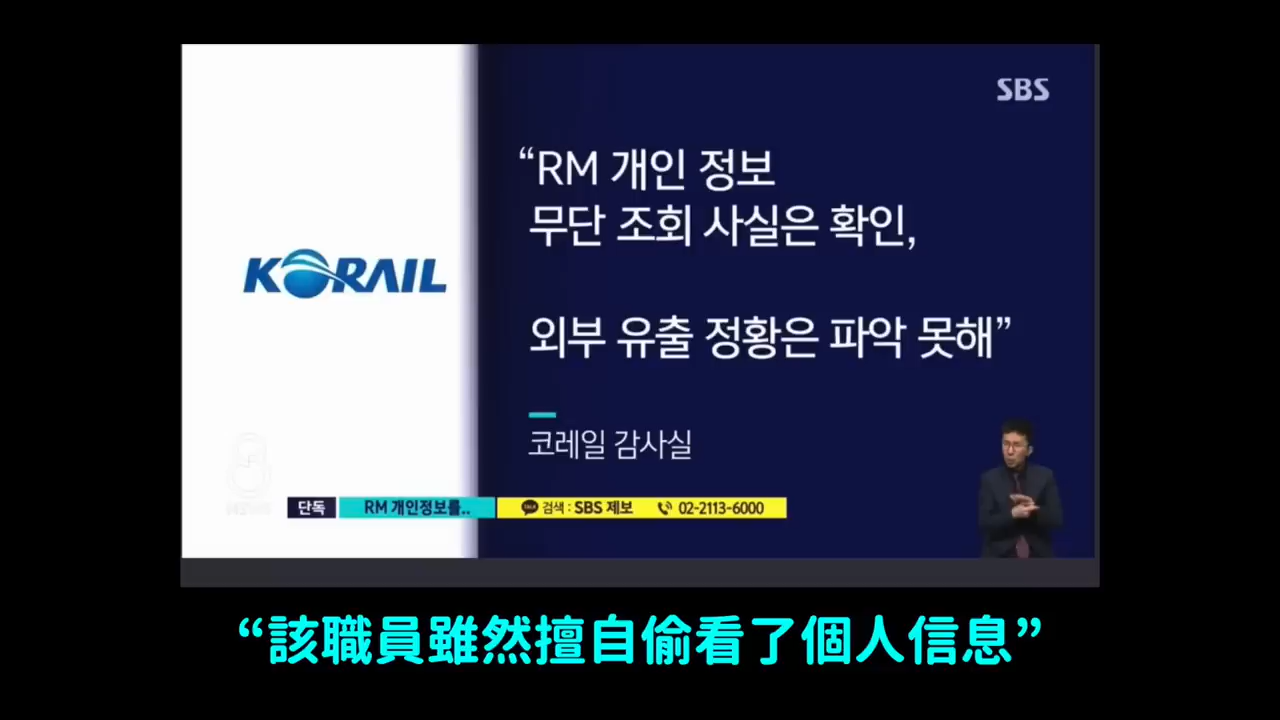 SBS
“RM 개인 정보
무단 조회 사실은 확인,
외부 유출 정황은 파악 못해”
KORAIL
코레일 감사실
단독 RM 개인정보를.. 검색 : SBS 제보 02-2113-6000
“該職員雖然擅自偷看了個人信息”